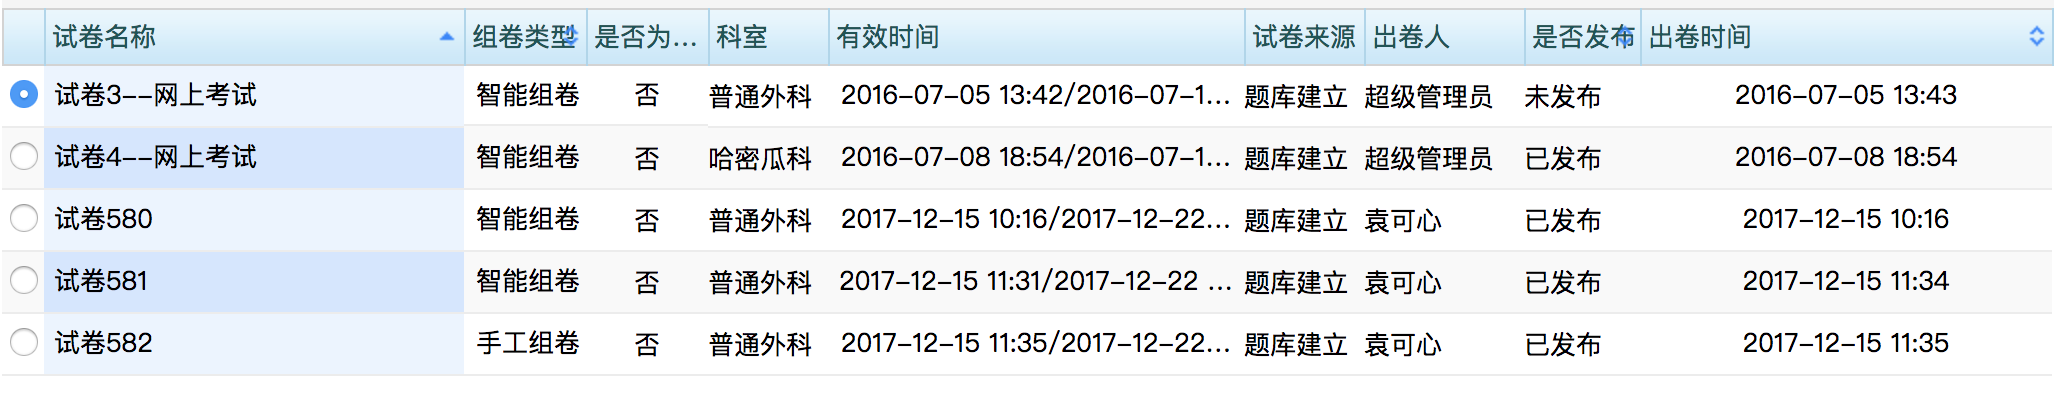 试卷名称 组卷类型 是否为... 科室 有效时间 试卷来源 出卷人 是否发布 出卷时间
试卷3--网上考试 智能组卷 否 普通外科 2016-07-05 13:42/2016-07-1... 题库建立 超级管理员 未发布 2016-07-05 13:43
试卷4--网上考试 智能组卷 否 哈密瓜科 2016-07-08 18:54/2016-07-1... 题库建立 超级管理员 已发布 2016-07-08 18:54
试卷580 智能组卷 否 普通外科 2017-12-15 10:16/2017-12-22... 题库建立 袁可心 已发布 2017-12-15 10:16
试卷581 智能组卷 否 普通外科 2017-12-15 11:31/2017-12-22 ... 题库建立 袁可心 已发布 2017-12-15 11:34
试卷582 手工组卷 否 普通外科 2017-12-15 11:35/2017-12-22... 题库建立 袁可心 已发布 2017-12-15 11:35